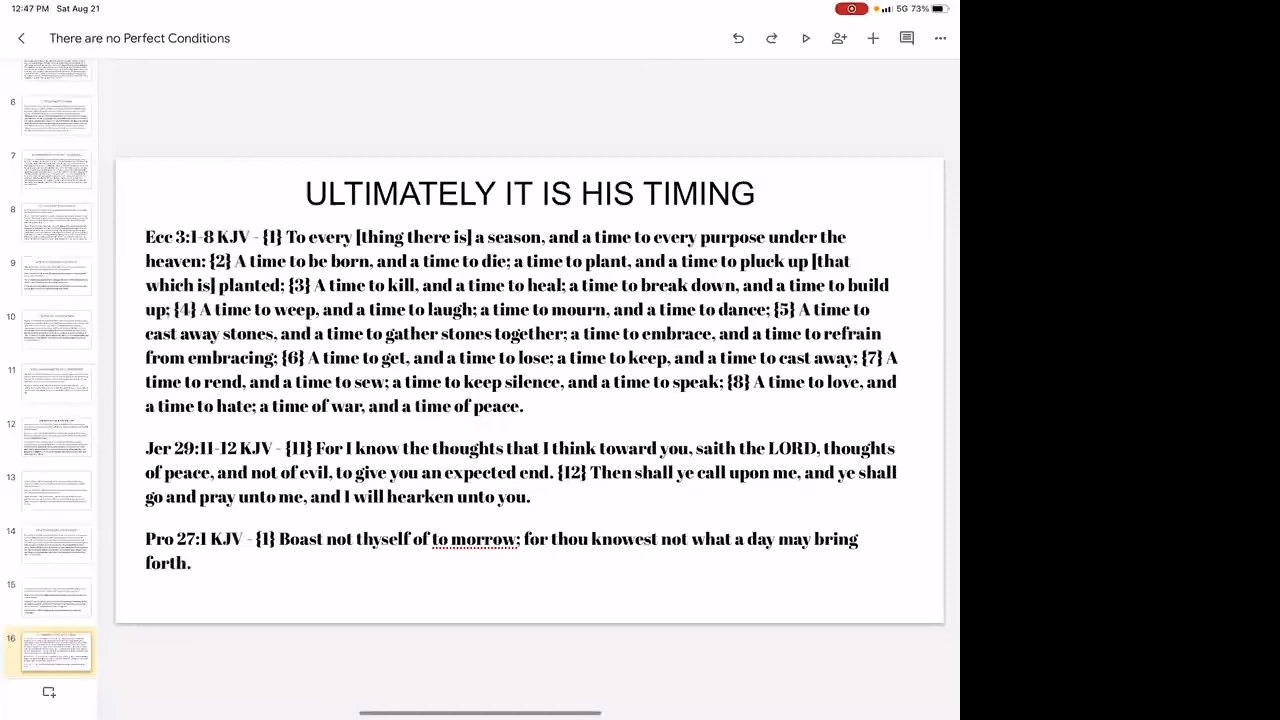 12:47 PM Sat Aug 21
5G 73%
There are no Perfect Conditions
6
7
8
9
10
11
12
13
14
15
16
ULTIMATELY IT IS HIS TIMING
Ecc 3:1-8 KJV - {1} To every [thing there is] a season, and a time to every purpose under the
heaven: {2} A time to be born, and a time to die; a time to plant, and a time to pluck up [that
which is] planted; {3} A time to kill, and a time to heal; a time to break down, and a time to build
up; {4} A time to weep, and a time to laugh; a time to mourn, and a time to dance; {5} A time to
cast away stones, and a time to gather stones together; a time to embrace, and a time to refrain
from embracing; {6} A time to get, and a time to lose; a time to keep, and a time to cast away; {7} A
time to rend, and a time to sew; a time to keep silence, and a time to speak; {8} A time to love, and
a time to hate; a time of war, and a time of peace.
Jer 29:11-12 KJV - {11} For I know the thoughts that I think toward you, saith the LORD, thoughts
of peace, and not of evil, to give you an expected end. {12} Then shall ye call upon me, and ye shall
go and pray unto me, and I will hearken unto you.
Pro 27:1 KJV - {1} Boast not thyself of to morrow; for thou knowest not what a day may bring
forth.